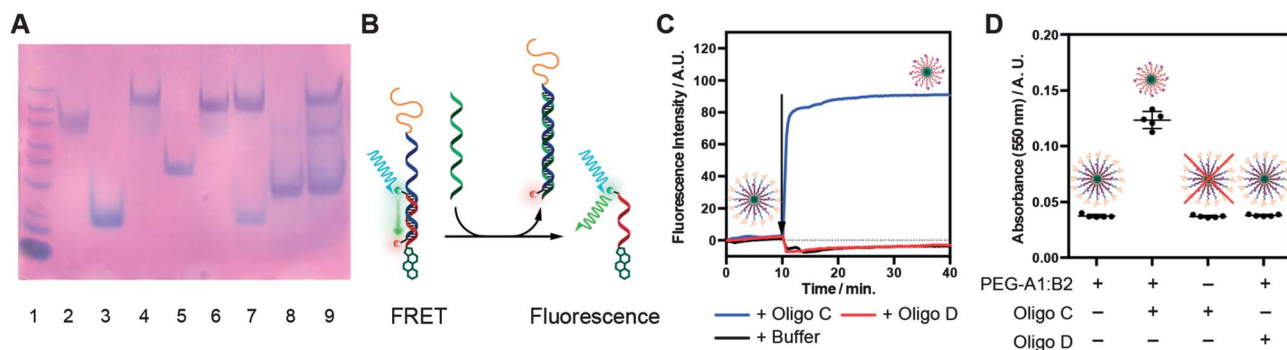 A
1 2 3 4 5 6 7 8 9
B
FRET Fluorescence
C
Fluorescence Intensity / A.U.
120
100
80
60
40
20
0
0 10 20 30 40
Time / min.
+ Oligo C + Oligo D
+ Buffer
D
Absorbance (550 nm) / A. U.
0.20
0.15
0.10
0.05
0.00
PEG-A1:B2 + + – +
Oligo C – + + –
Oligo D – – – +